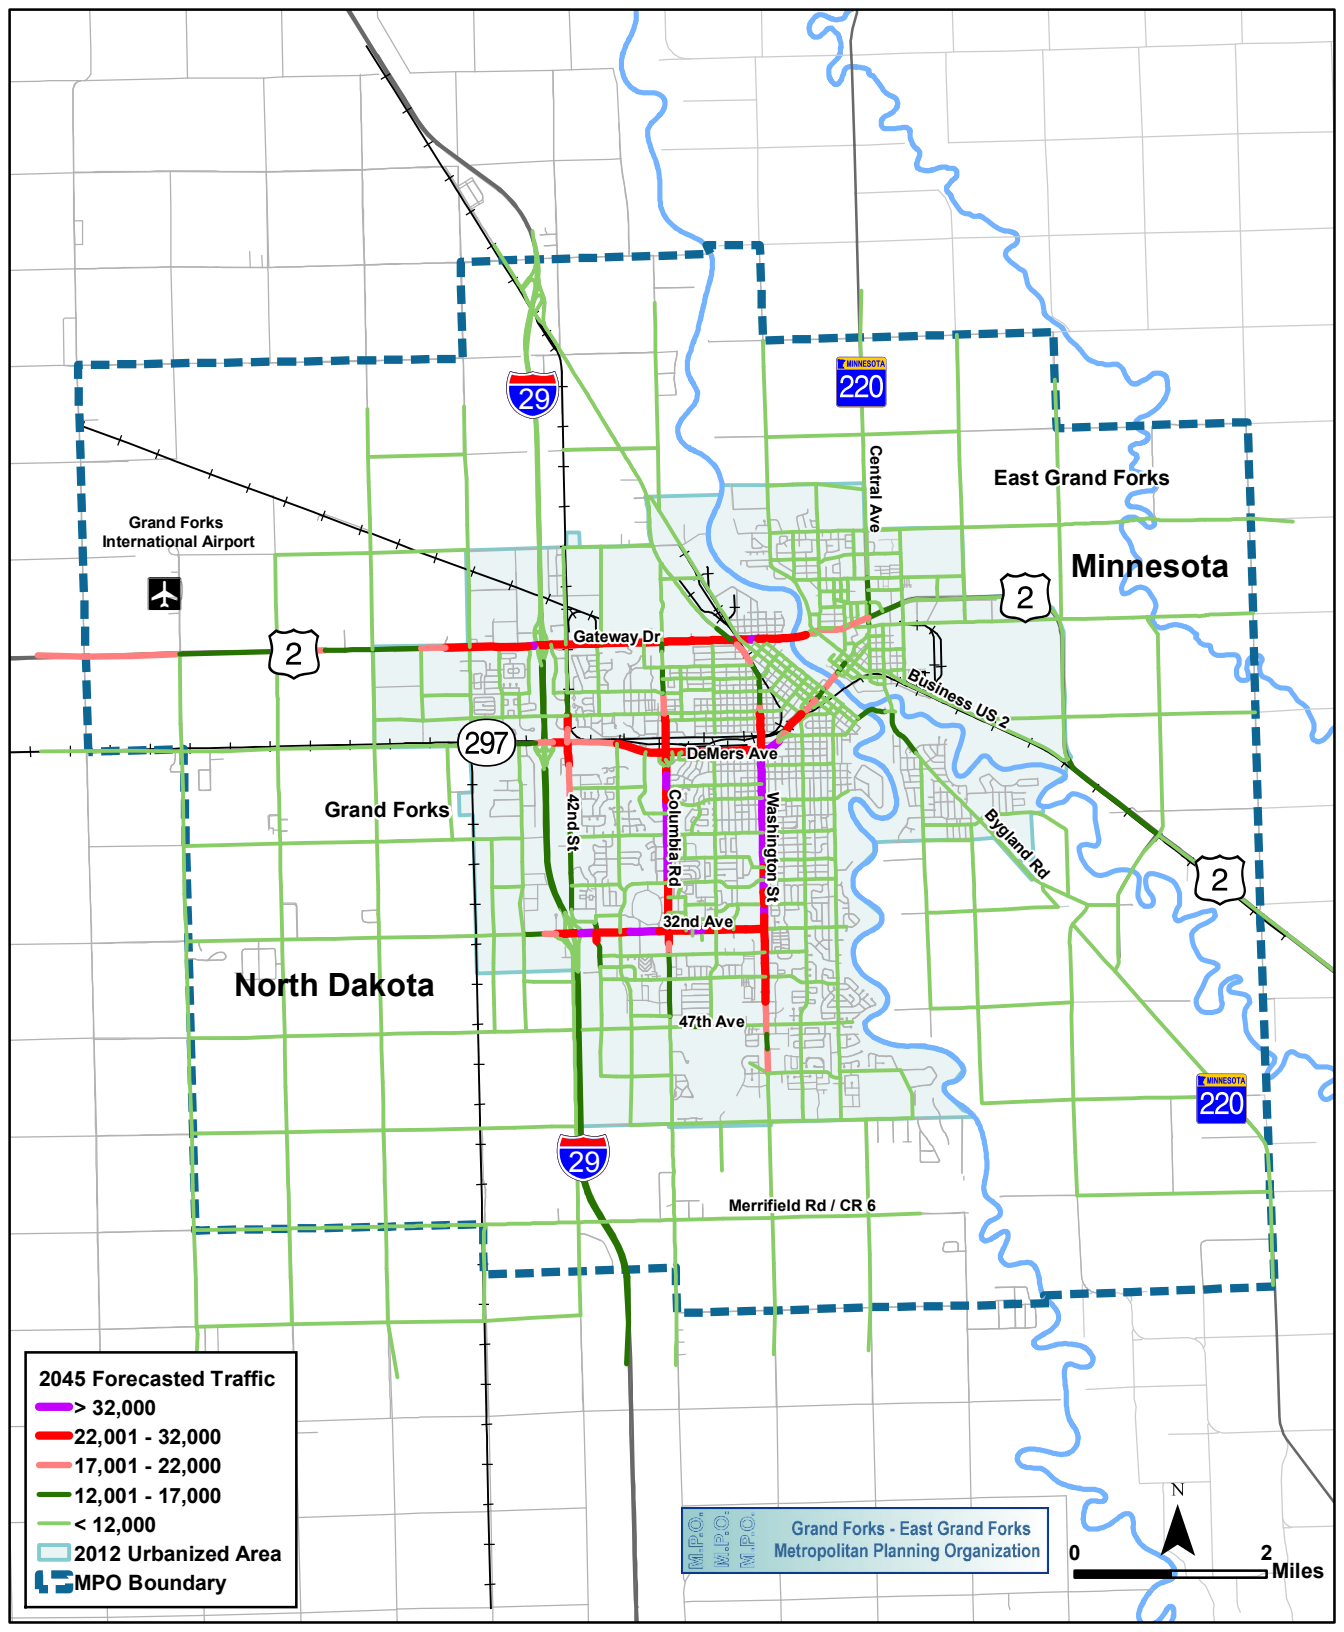 29
MINNESOTA
220
Central Ave
East Grand Forks
Grand Forks
International Airport
Minnesota
2
2
Gateway Dr
Business US 2
297
DeMers Ave
Grand Forks
42nd St
Columbia Rd
Washington St
Bygland Rd
2
32nd Ave
North Dakota
47th Ave
MINNESOTA
220
29
Merrifield Rd / CR 6
2045 Forecasted Traffic
> 32,000
22,001 - 32,000
17,001 - 22,000
12,001 - 17,000
< 12,000
2012 Urbanized Area
MPO Boundary
M.P.O.
M.P.O.
M.P.O.
Grand Forks - East Grand Forks
Metropolitan Planning Organization
N
0 2
Miles